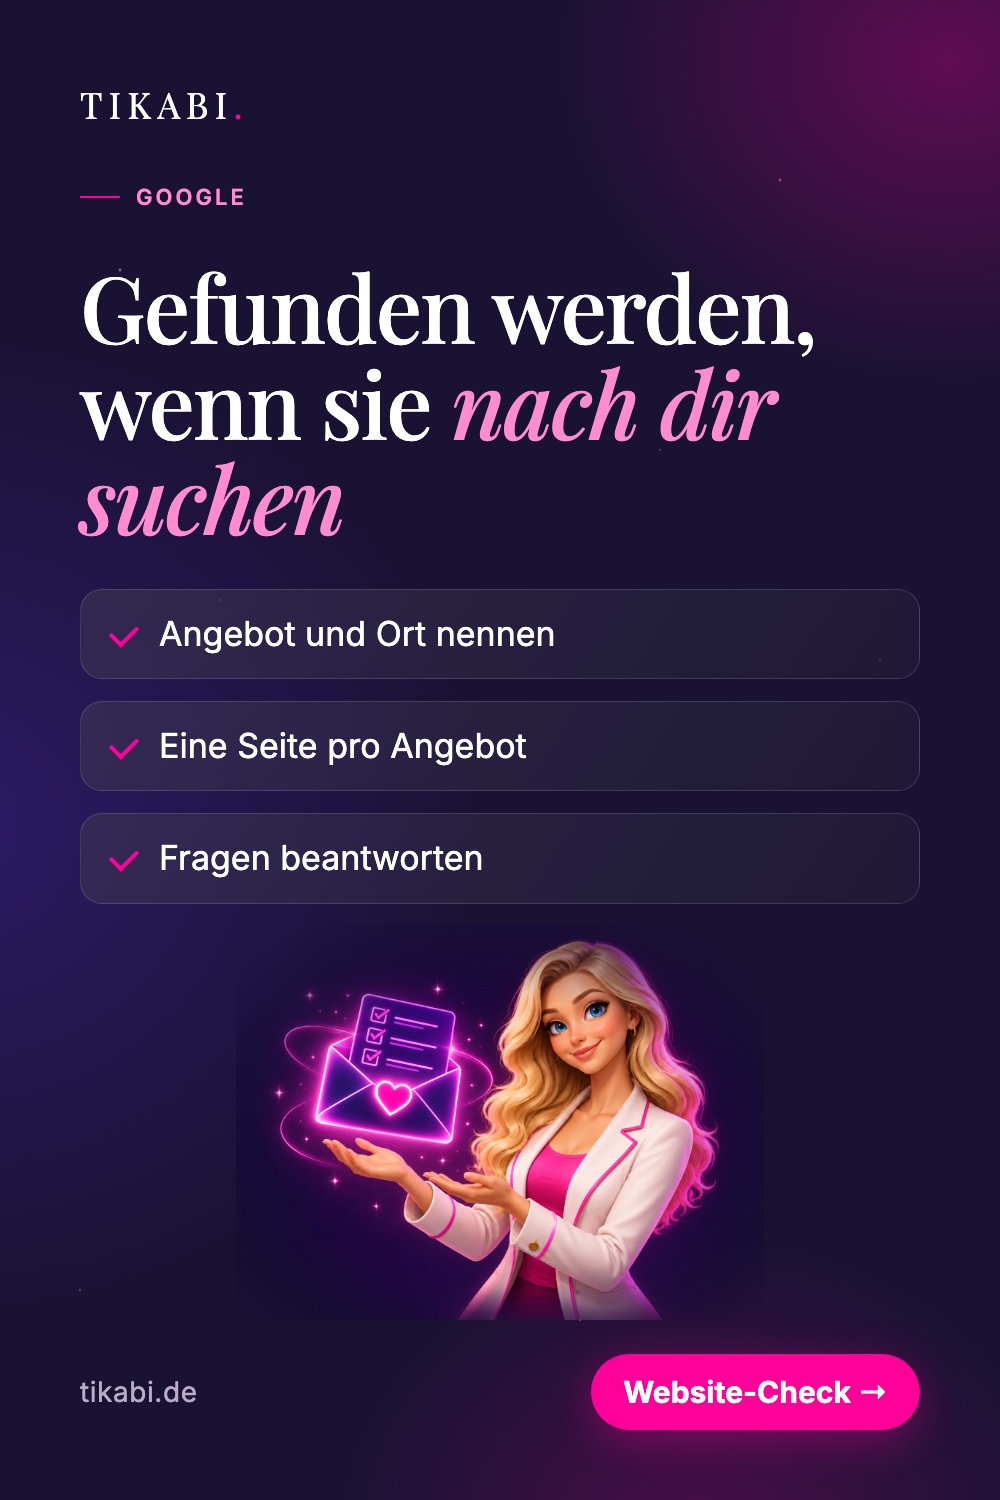 TIKABI.
GOOGLE
Gefunden werden,
wenn sie nach dir
suchen
Angebot und Ort nennen
Eine Seite pro Angebot
Fragen beantworten
tikabi.de
Website-Check →